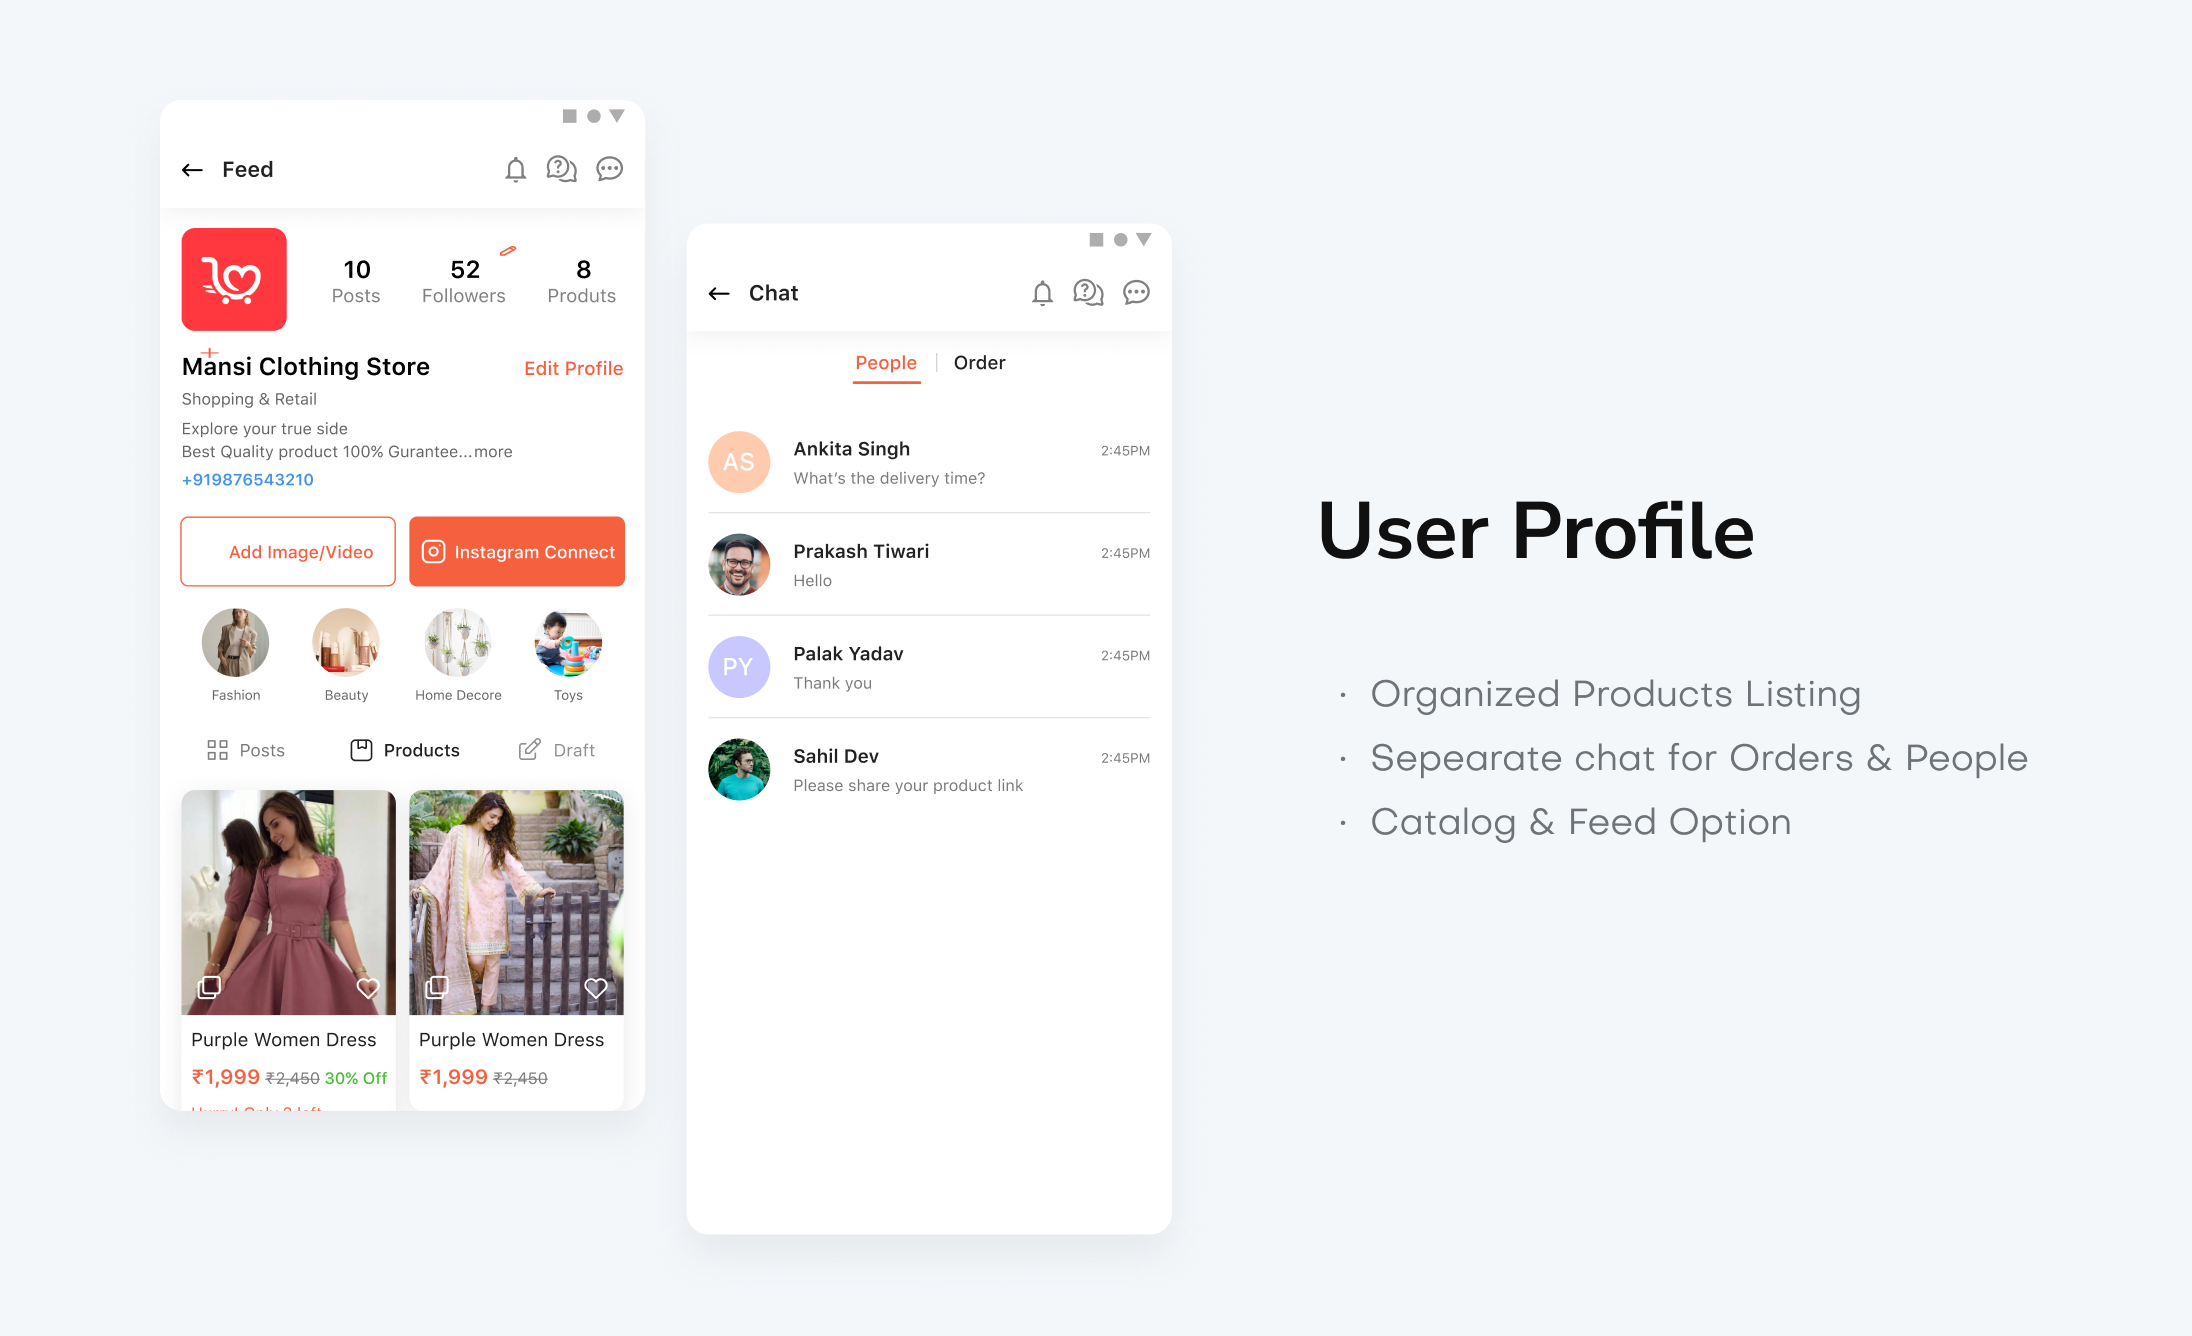 Feed
10
Posts
52
Followers
8
Produts
Mansi Clothing Store
Edit Profile
Shopping & Retail
Explore your true side
Best Quality product 100% Gurantee...more
+919876543210
Add Image/Video
Instagram Connect
Fashion
Beauty
Home Decore
Toys
Posts
Products
Draft
Purple Women Dress
₹1,999 ₹2,450 30% Off
Purple Women Dress
₹1,999 ₹2,450
Chat
People
Order
AS
Ankita Singh
2:45PM
What's the delivery time?
Prakash Tiwari
2:45PM
Hello
PY
Palak Yadav
2:45PM
Thank you
Sahil Dev
2:45PM
Please share your product link
User Profile
· Organized Products Listing
· Sepearate chat for Orders & People
· Catalog & Feed Option